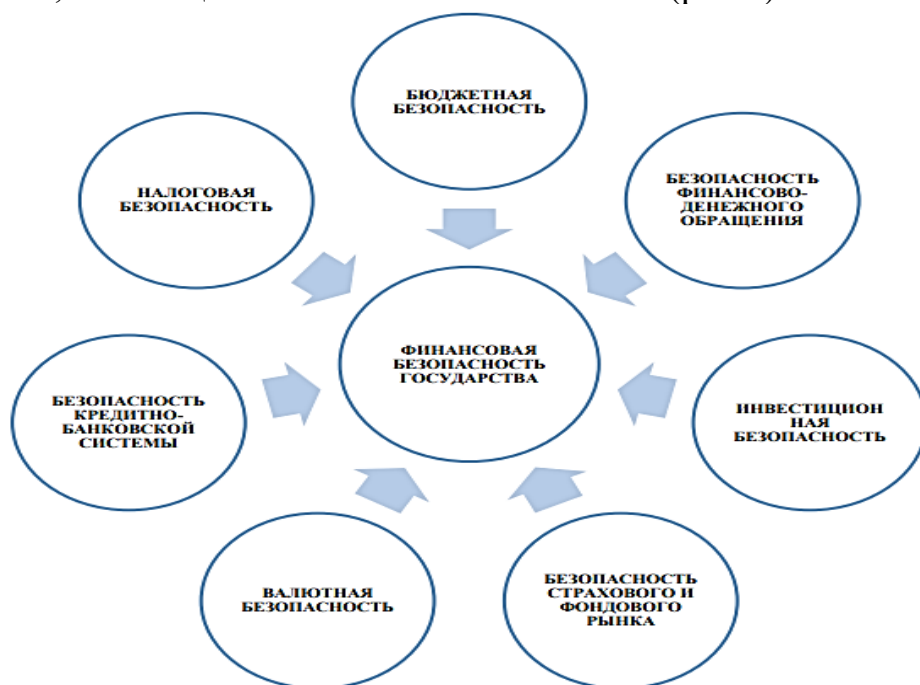 БЮДЖЕТНАЯ
БЕЗОПАСНОСТЬ
НАЛОГОВАЯ
БЕЗОПАСНОСТЬ
БЕЗОПАСНОСТЬ
ФИНАНСОВО-
ДЕНЕЖНОГО
ОБРАЩЕНИЯ
ФИНАНСОВАЯ
БЕЗОПАСНОСТЬ
ГОСУДАРСТВА
БЕЗОПАСНОСТЬ
КРЕДИТНО-
БАНКОВСКОЙ
СИСТЕМЫ
ИНВЕСТИЦИОН
НАЯ
БЕЗОПАСНОСТЬ
ВАЛЮТНАЯ
БЕЗОПАСНОСТЬ
БЕЗОПАСНОСТЬ
СТРАХОВОГО И
ФОНДОВОГО
РЫНКА